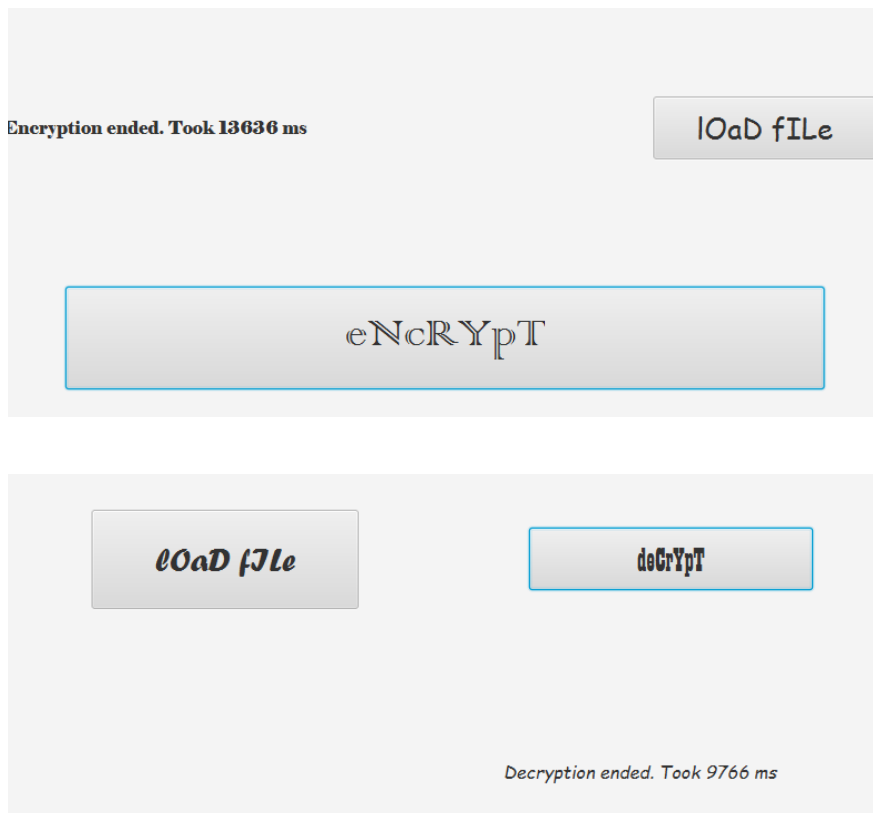 Encryption ended. Took 13636 ms
lOaD fILe
eNcRYpT
lOaD fILe
deCrYpT
Decryption ended. Took 9766 ms